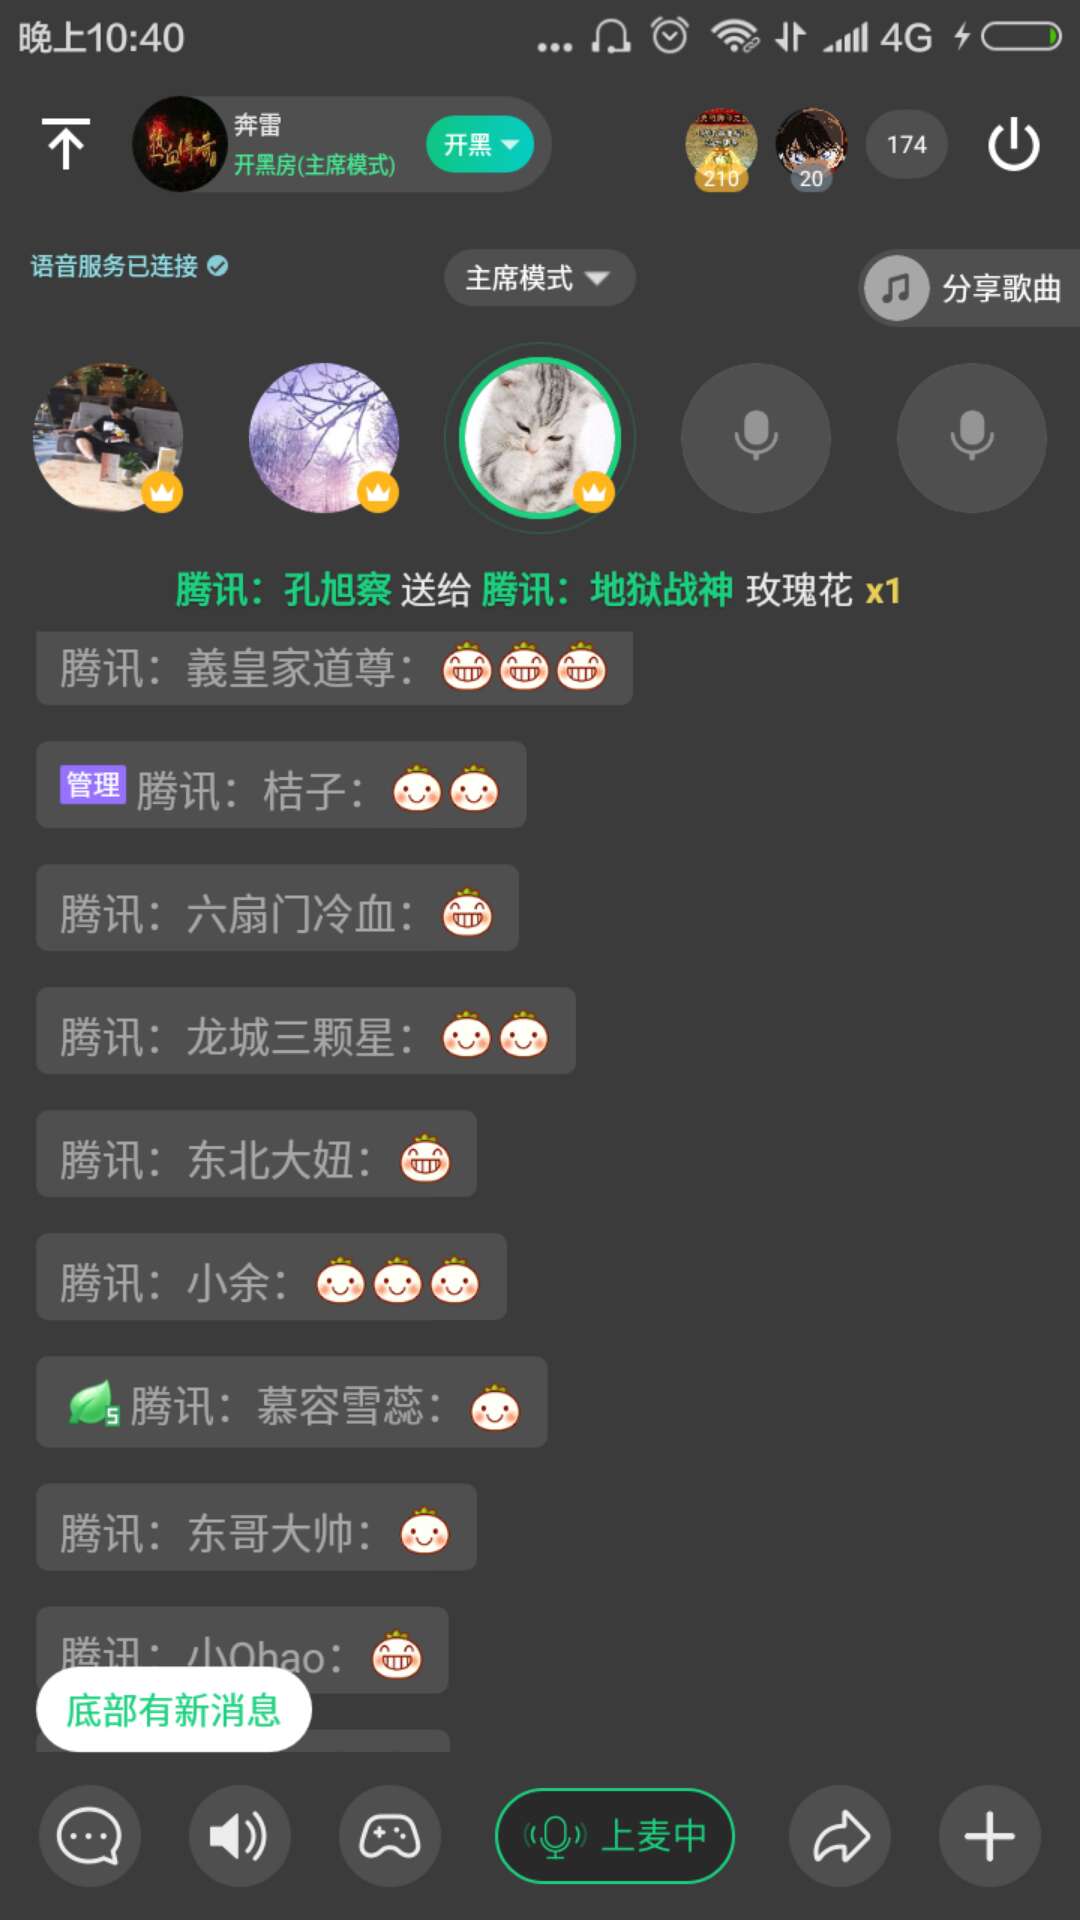 晚上10:40
4G
奔雷
开黑房(主席模式)
开黑
热血传奇
210
20
174
语音服务已连接
主席模式
分享歌曲
腾讯：孔旭察 送给 腾讯：地狱战神 玫瑰花 x1
腾讯：義皇家道尊：
管理 腾讯：桔子：
腾讯：六扇门冷血：
腾讯：龙城三颗星：
腾讯：东北大妞：
腾讯：小余：
5 腾讯：慕容雪蕊：
腾讯：东哥大帅：
腾讯：小Ohao：
底部有新消息
上麦中